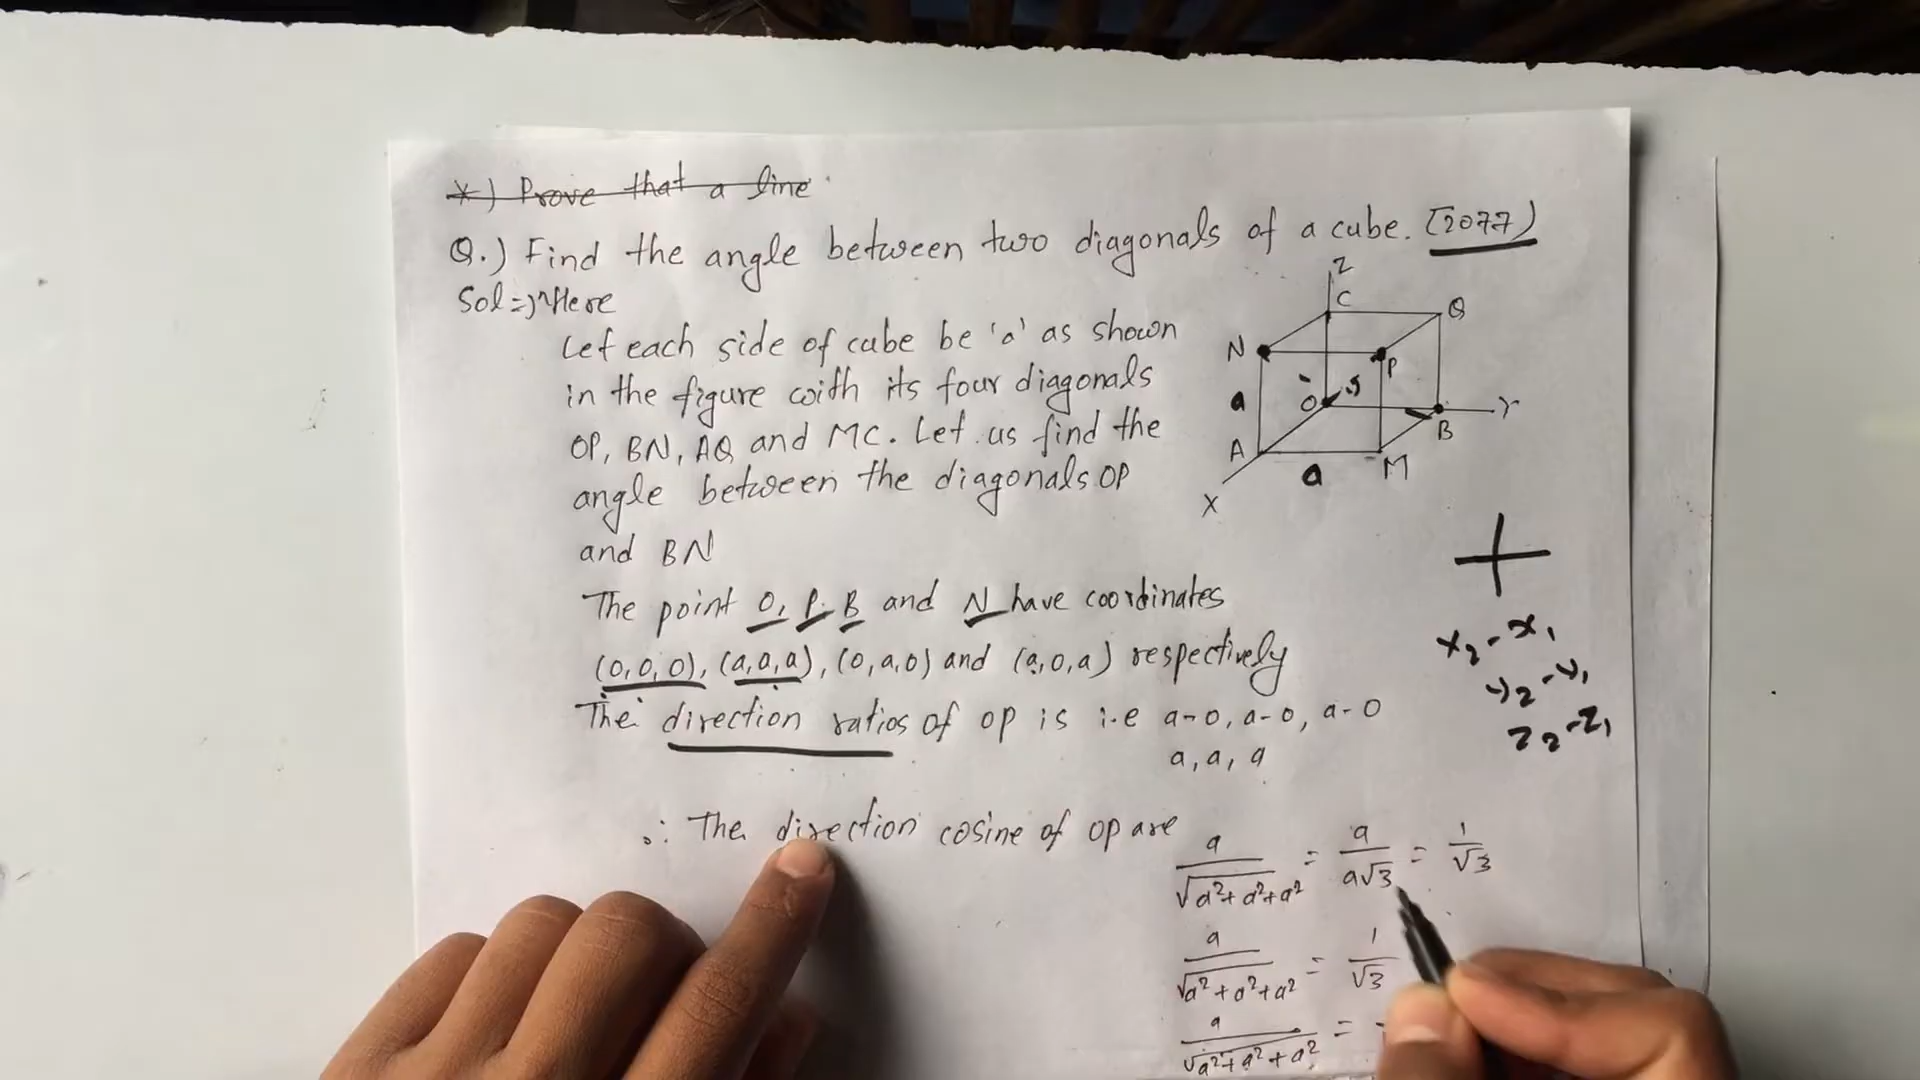 *) Prove that a line
Q.) Find the angle between two diagonals of a cube. [2077)
Sol=)ⁿHere
Let each side of cube be 'a' as shown
in the figure with its four diagonals
OP, BN, AQ and MC. Let us find the
angle between the diagonals OP
and BN
The point O, P, B and N have coordinates
(0,0,0), (a,a,a), (0,a,0) and (a,0,a) respectively
The direction ratios of op is i.e a-0, a-0, a-0
a, a, a
∴ The direction cosine of op are
a/√a²+a²+a² = a/a√3 = 1/√3
a/√a²+a²+a² = 1/√3
a/√a²+a²+a² =
Z
C
Q
N
P
a
O
Y
B
A
M
a
X
x₂-x₁
y₂-y₁
z₂-z₁